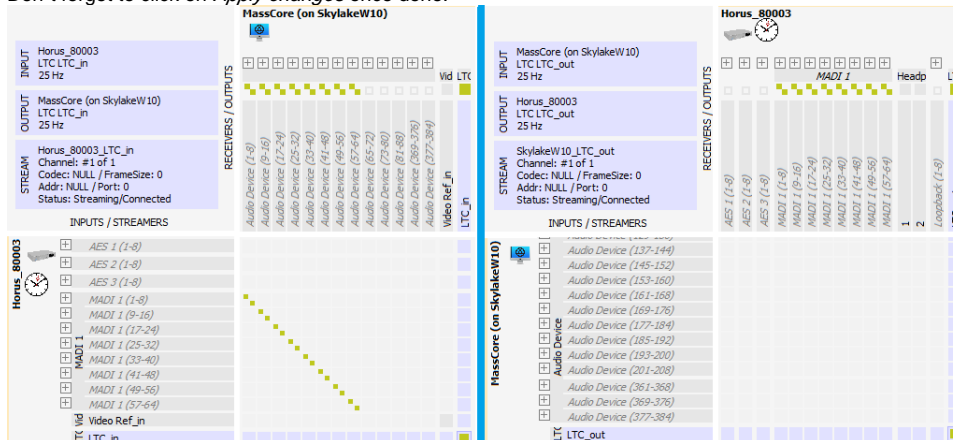 Don't forget to click on Apply changes once done.
MassCore (on SkylakeW10)
INPUT
Horus_80003
LTC LTC_in
25 Hz
OUTPUT
MassCore (on SkylakeW10)
LTC LTC_in
25 Hz
STREAM
Horus_80003_LTC_in
Channel: #1 of 1
Codec: NULL / FrameSize: 0
Addr: NULL / Port: 0
Status: Streaming/Connected
RECEIVERS / OUTPUTS
INPUTS / STREAMERS
Vid LTC
Audio Device (1-8)
Audio Device (9-16)
Audio Device (17-24)
Audio Device (25-32)
Audio Device (33-40)
Audio Device (41-48)
Audio Device (49-56)
Audio Device (57-64)
Audio Device (65-72)
Audio Device (73-80)
Audio Device (81-88)
Audio Device (369-376)
Audio Device (377-384)
Video Ref_in
LTC_in
Horus_80003
AES 1 (1-8)
AES 2 (1-8)
AES 3 (1-8)
MADI 1
MADI 1 (1-8)
MADI 1 (9-16)
MADI 1 (17-24)
MADI 1 (25-32)
MADI 1 (33-40)
MADI 1 (41-48)
MADI 1 (49-56)
MADI 1 (57-64)
Vid
Video Ref_in
LTC
LTC_in
Horus_80003
INPUT
MassCore (on SkylakeW10)
LTC LTC_out
25 Hz
OUTPUT
Horus_80003
LTC LTC_out
25 Hz
STREAM
SkylakeW10_LTC_out
Channel: #1 of 1
Codec: NULL / FrameSize: 0
Addr: NULL / Port: 0
Status: Streaming/Connected
RECEIVERS / OUTPUTS
INPUTS / STREAMERS
MADI 1
Headp
AES 1 (1-8)
AES 2 (1-8)
AES 3 (1-8)
MADI 1 (1-8)
MADI 1 (9-16)
MADI 1 (17-24)
MADI 1 (25-32)
MADI 1 (33-40)
MADI 1 (41-48)
MADI 1 (49-56)
MADI 1 (57-64)
1
2
Loopback (1-8)
MassCore (on SkylakeW10)
Audio Device
Audio Device (137-144)
Audio Device (145-152)
Audio Device (153-160)
Audio Device (161-168)
Audio Device (169-176)
Audio Device (177-184)
Audio Device (185-192)
Audio Device (193-200)
Audio Device (201-208)
Audio Device (361-368)
Audio Device (369-376)
Audio Device (377-384)
LTC
LTC_out